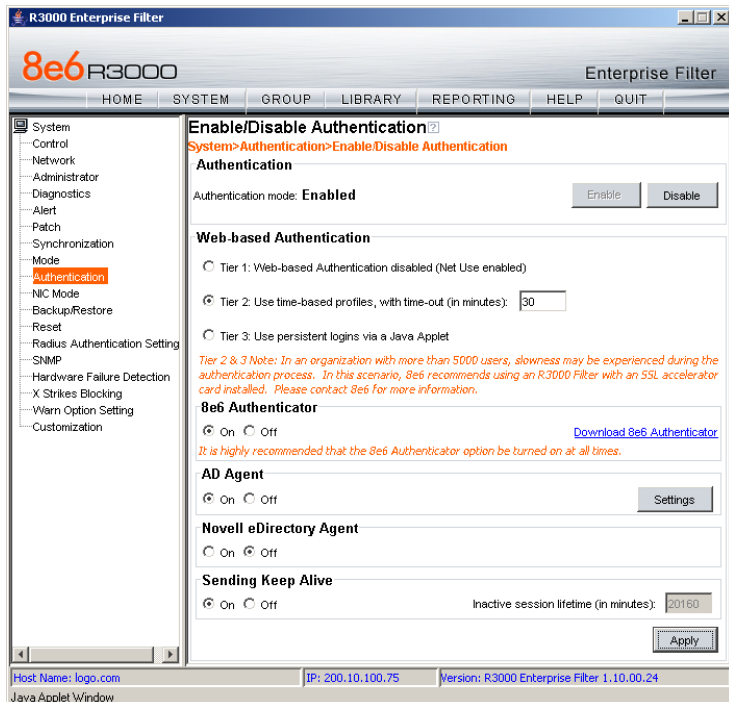 R3000 Enterprise Filter
8e6 R3000
Enterprise Filter
HOME SYSTEM GROUP LIBRARY REPORTING HELP QUIT
System
Control
Network
Administrator
Diagnostics
Alert
Patch
Synchronization
Mode
Authentication
NIC Mode
Backup/Restore
Reset
Radius Authentication Setting
SNMP
Hardware Failure Detection
X Strikes Blocking
Warn Option Setting
Customization
Enable/Disable Authentication ?
System>Authentication>Enable/Disable Authentication
Authentication
Authentication mode: Enabled
Enable Disable
Web-based Authentication
Tier 1: Web-based Authentication disabled (Net Use enabled)
Tier 2: Use time-based profiles, with time-out (in minutes): 30
Tier 3: Use persistent logins via a Java Applet
Tier 2 & 3 Note: In an organization with more than 5000 users, slowness may be experienced during the
authentication process. In this scenario, 8e6 recommends using an R3000 Filter with an SSL accelerator
card installed. Please contact 8e6 for more information.
8e6 Authenticator
On Off Download 8e6 Authenticator
It is highly recommended that the 8e6 Authenticator option be turned on at all times.
AD Agent
On Off Settings
Novell eDirectory Agent
On Off
Sending Keep Alive
On Off Inactive session lifetime (in minutes): 20160
Apply
Host Name: logo.com IP: 200.10.100.75 Version: R3000 Enterprise Filter 1.10.00.24
Java Applet Window